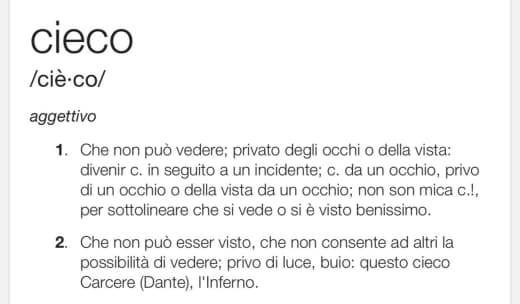 cieco
/ciè·co/
aggettivo
1. Che non può vedere; privato degli occhi o della vista:
divenir c. in seguito a un incidente; c. da un occhio, privo
di un occhio o della vista da un occhio; non son mica c.!,
per sottolineare che si vede o si è visto benissimo.
2. Che non può esser visto, che non consente ad altri la
possibilità di vedere; privo di luce, buio: questo cieco
Carcere (Dante), l'Inferno.